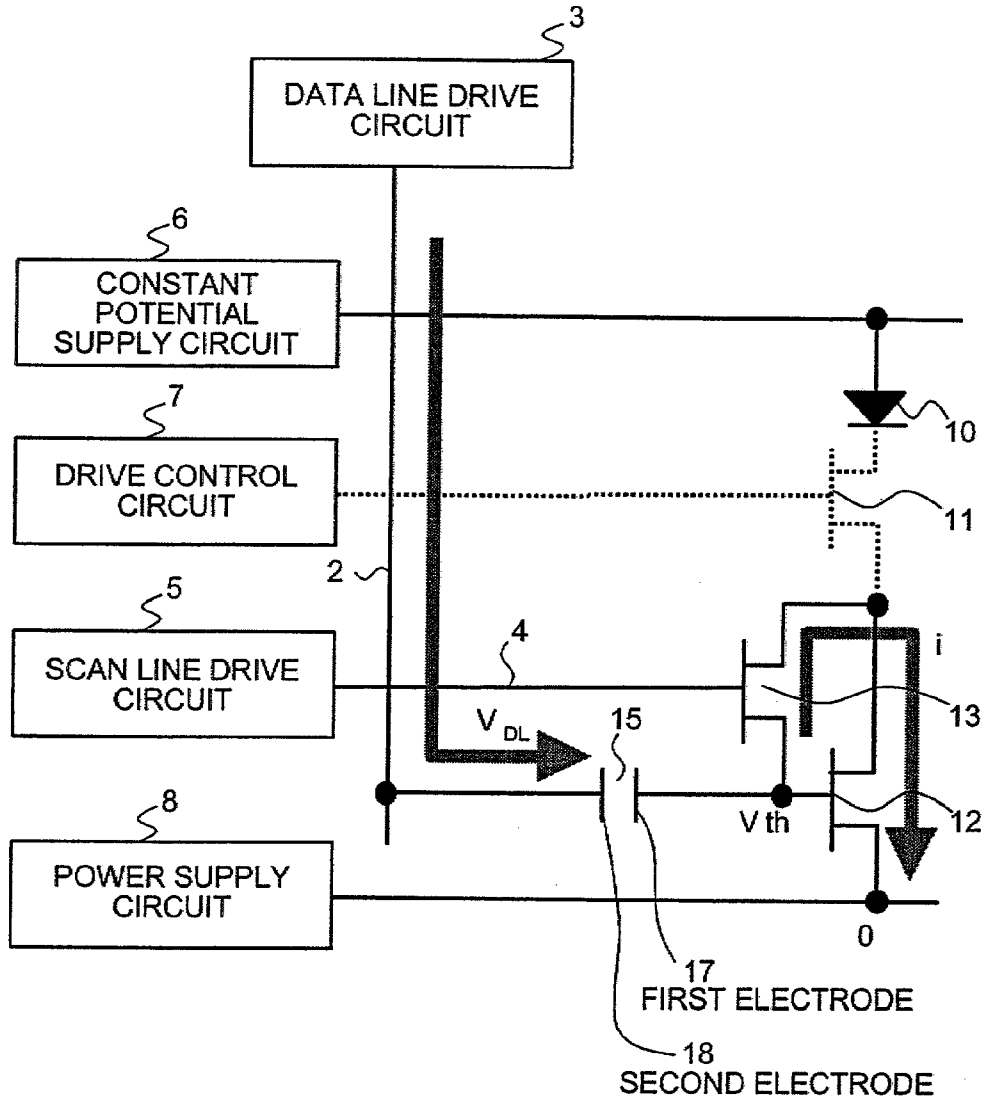 3
DATA LINE DRIVE
CIRCUIT
6
CONSTANT
POTENTIAL
SUPPLY CIRCUIT
10
7
DRIVE CONTROL
CIRCUIT
11
2
5
SCAN LINE DRIVE
CIRCUIT
4
i
13
V DL
15
V th
12
8
POWER SUPPLY
CIRCUIT
0
17
FIRST ELECTRODE
18
SECOND ELECTRODE